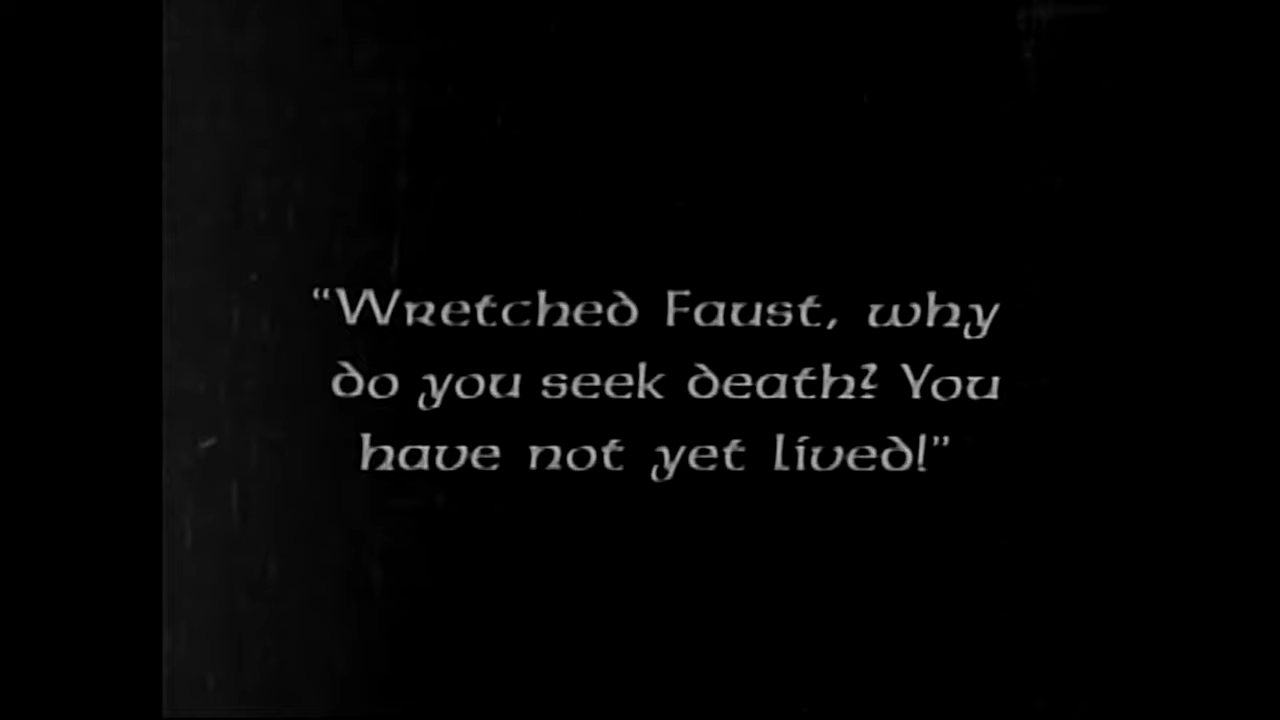 “Wretched Faust, why
do you seek death? You
have not yet lived!”